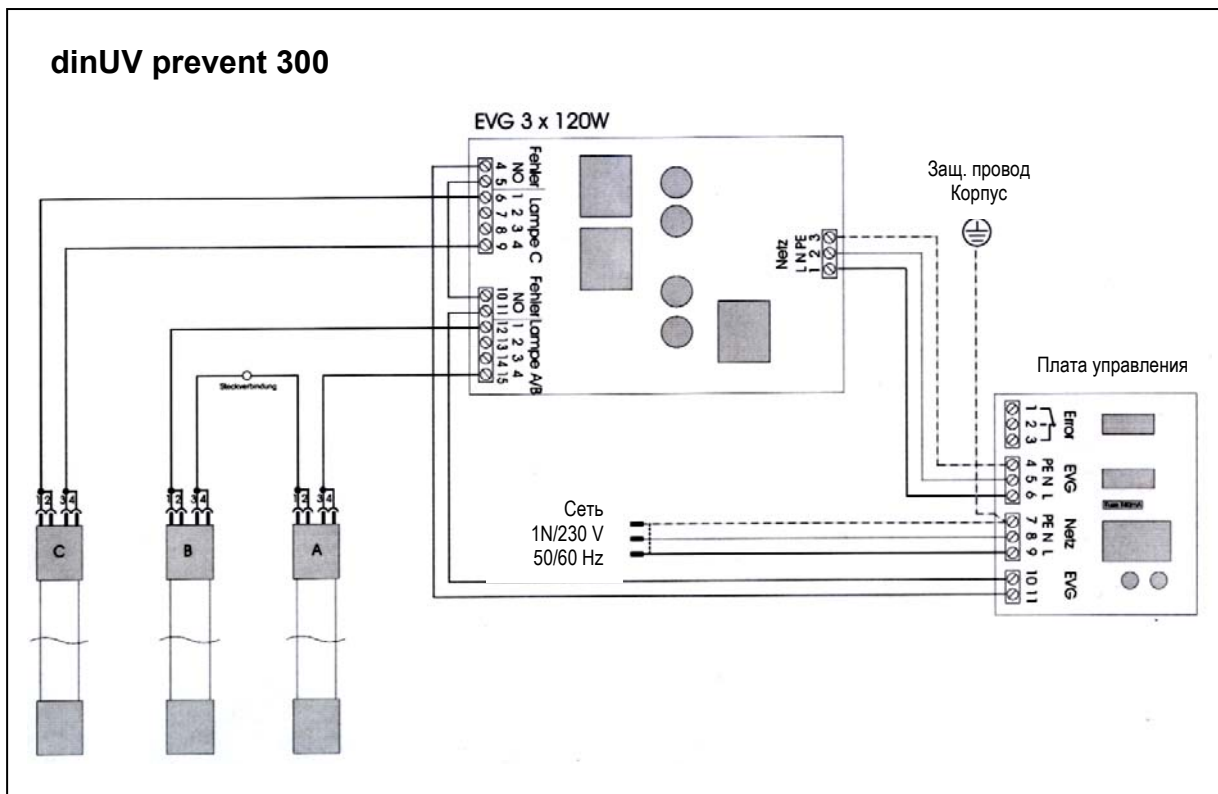 dinUV prevent 300
EVG 3 x 120W
Fehler
NO
4
5
Lampe C
1
2
3
4
6
7
8
9
Fehler
NO
10
11
Lampe A/B
1
2
3
4
12
13
14
15
Netz
L N PE
1 2 3
Защ. провод
Корпус
Плата управления
Error
1
2
3
EVG
PE N L
4
5
6
Netz
PE N L
7
8
9
EVG
10
11
Steckverbindung
Сеть
1N/230 V
50/60 Hz
1 2 3 4
1 2 3 4
1 2 3 4
C
B
A